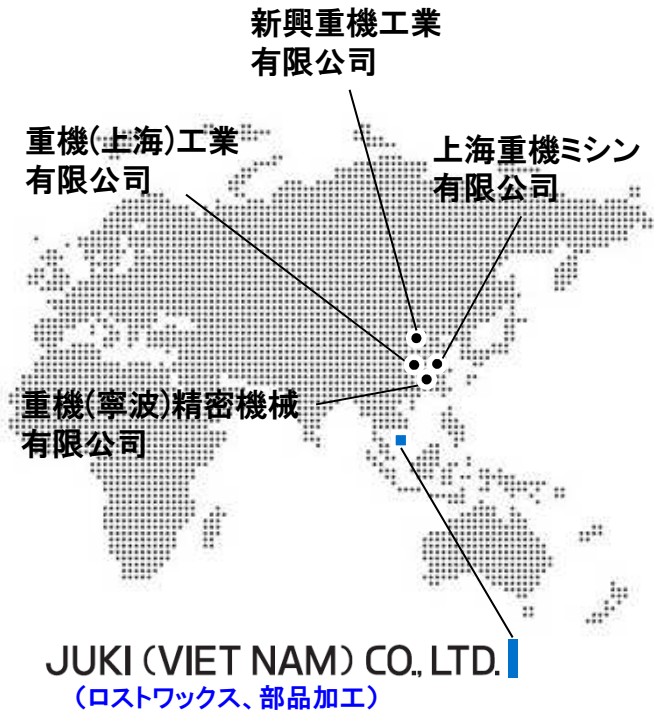 新興重機工業
有限公司
重機(上海)工業
有限公司
上海重機ミシン
有限公司
重機(寧波)精密機械
有限公司
JUKI (VIET NAM) CO., LTD.
(ロストワックス、部品加工)